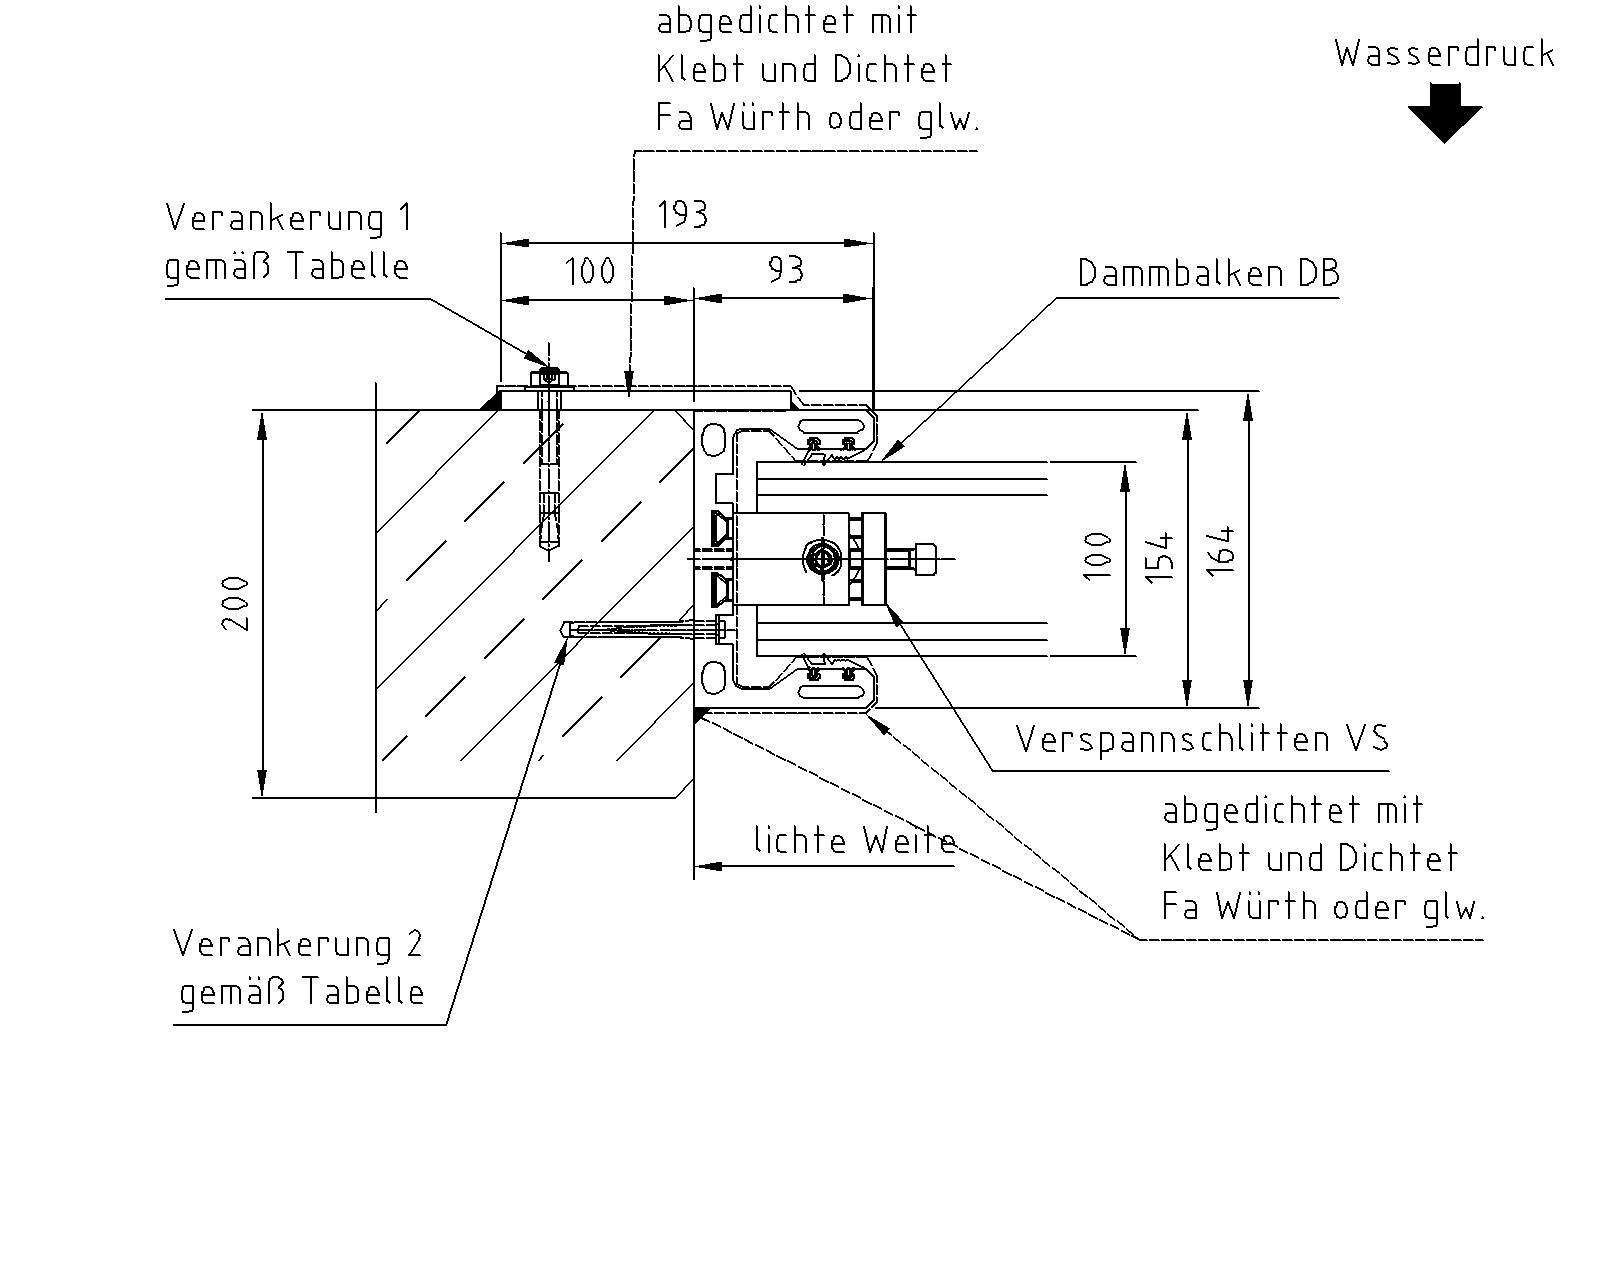 abgedichtet mit
Klebt und Dichtet
Fa Würth oder glw.
Wasserdruck
Verankerung 1
gemäß Tabelle
193
100
93
Dammbalken DB
200
100
154
164
Verspannschlitten VS
abgedichtet mit
Klebt und Dichtet
Fa Würth oder glw.
lichte Weite
Verankerung 2
gemäß Tabelle